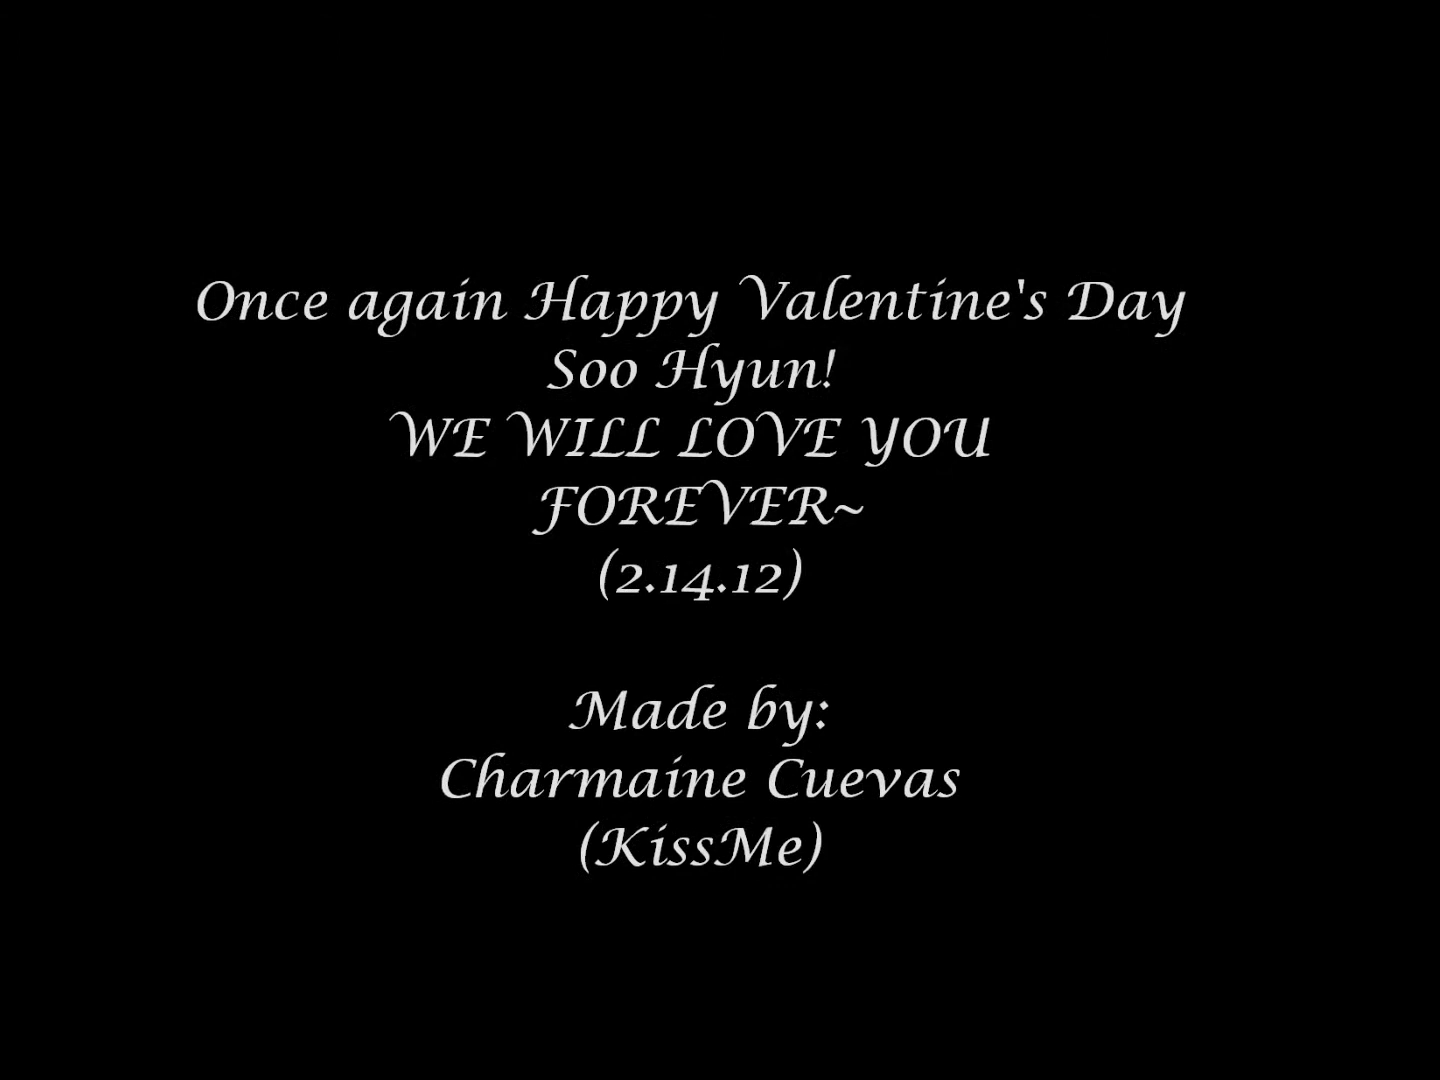 Once again Happy Valentine's Day
Soo Hyun!
WE WILL LOVE YOU
FOREVER~
(2.14.12)
Made by:
Charmaine Cuevas
(KissMe)